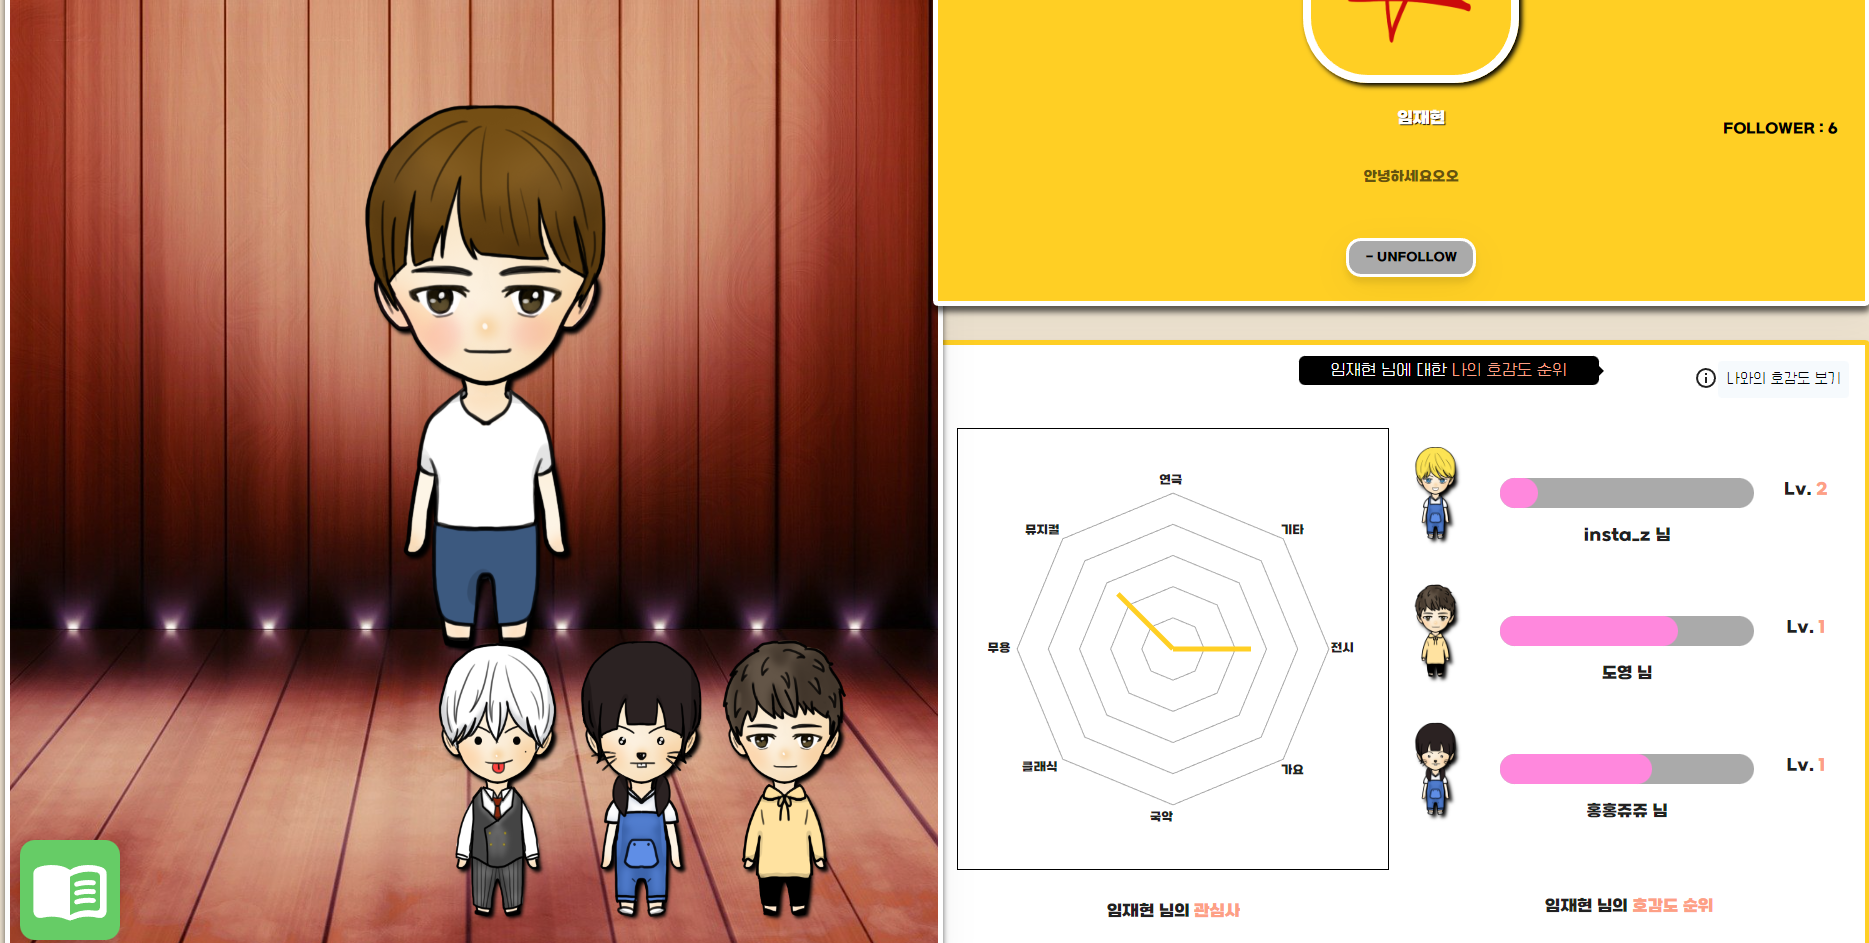 임재현
FOLLOWER : 6
안녕하세요오오
- UNFOLLOW
임재현 님에 대한 나의 호감도 순위
나와의 호감도 보기
연극
뮤지컬
기타
무용
전시
클래식
가요
국악
임재현 님의 관심사
Lv. 2
insta_z 님
Lv. 1
도영 님
Lv. 1
홍홍쥬쥬 님
임재현 님의 호감도 순위